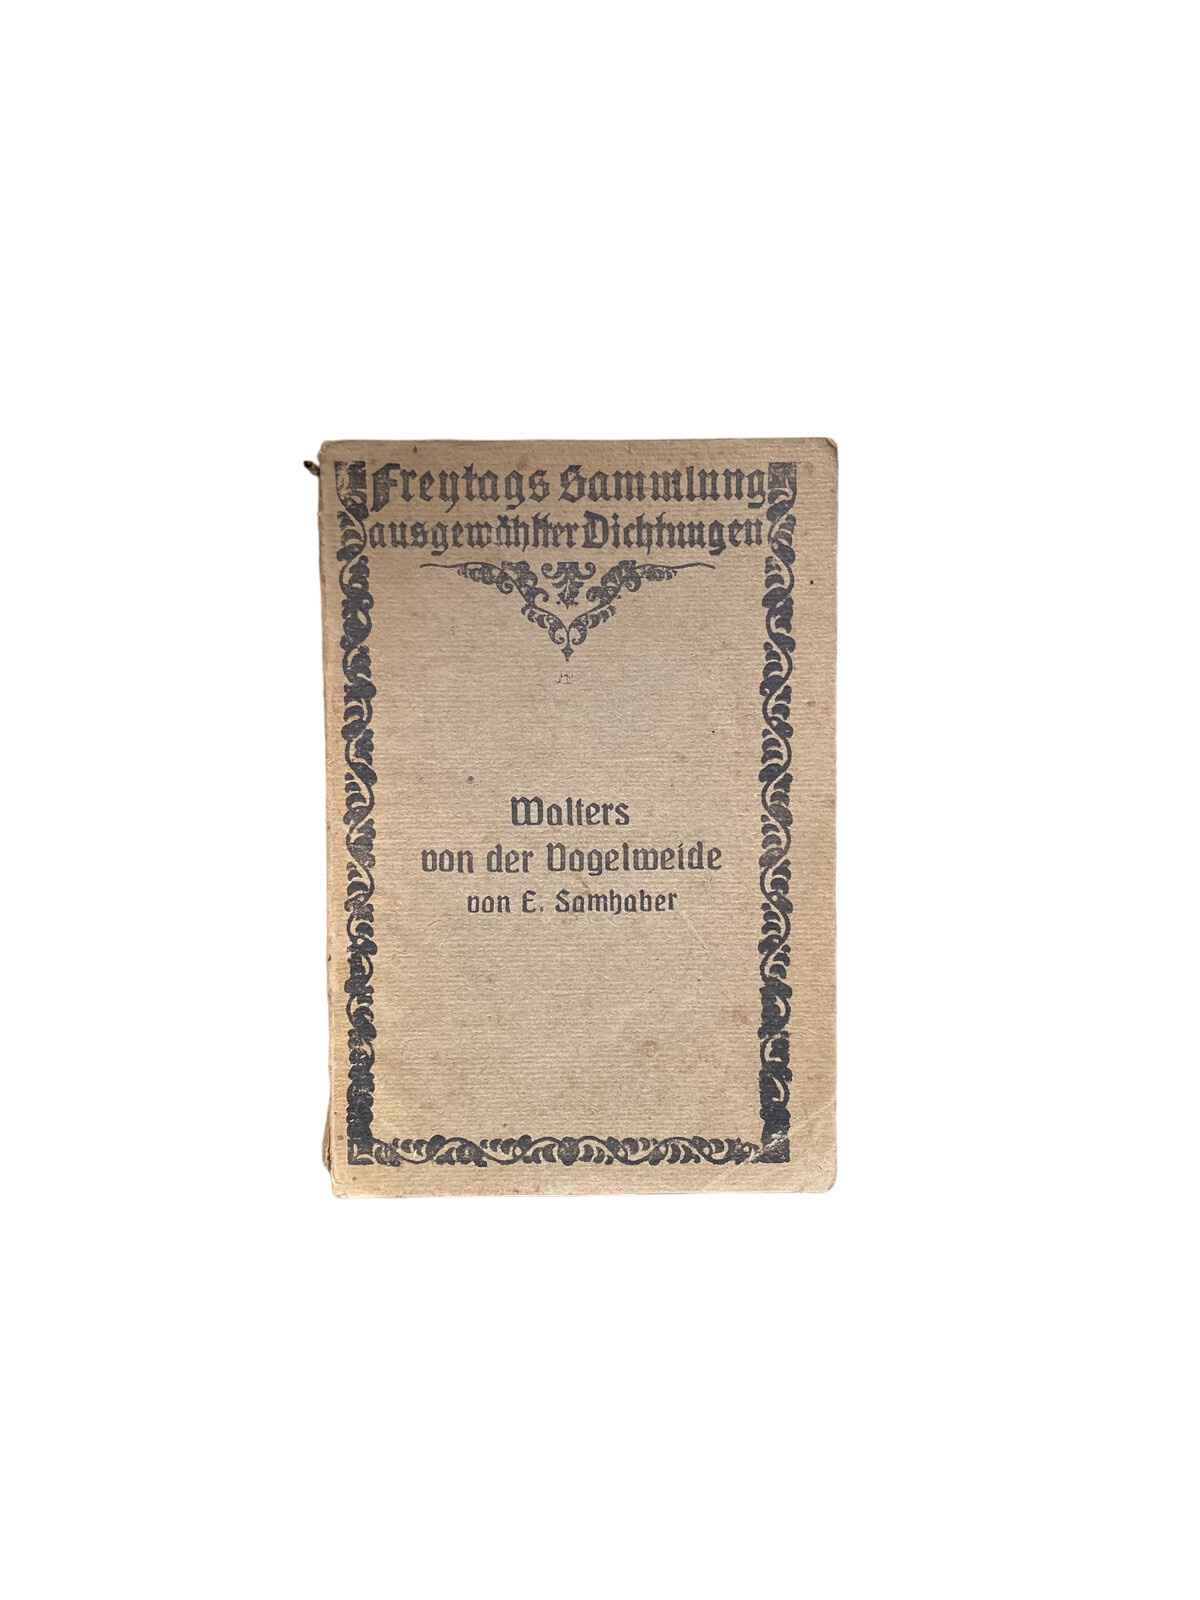 Freytags Sammlung
ausgewählter Dichtungen
Walters
von der Vogelweide
von E. Samhaber